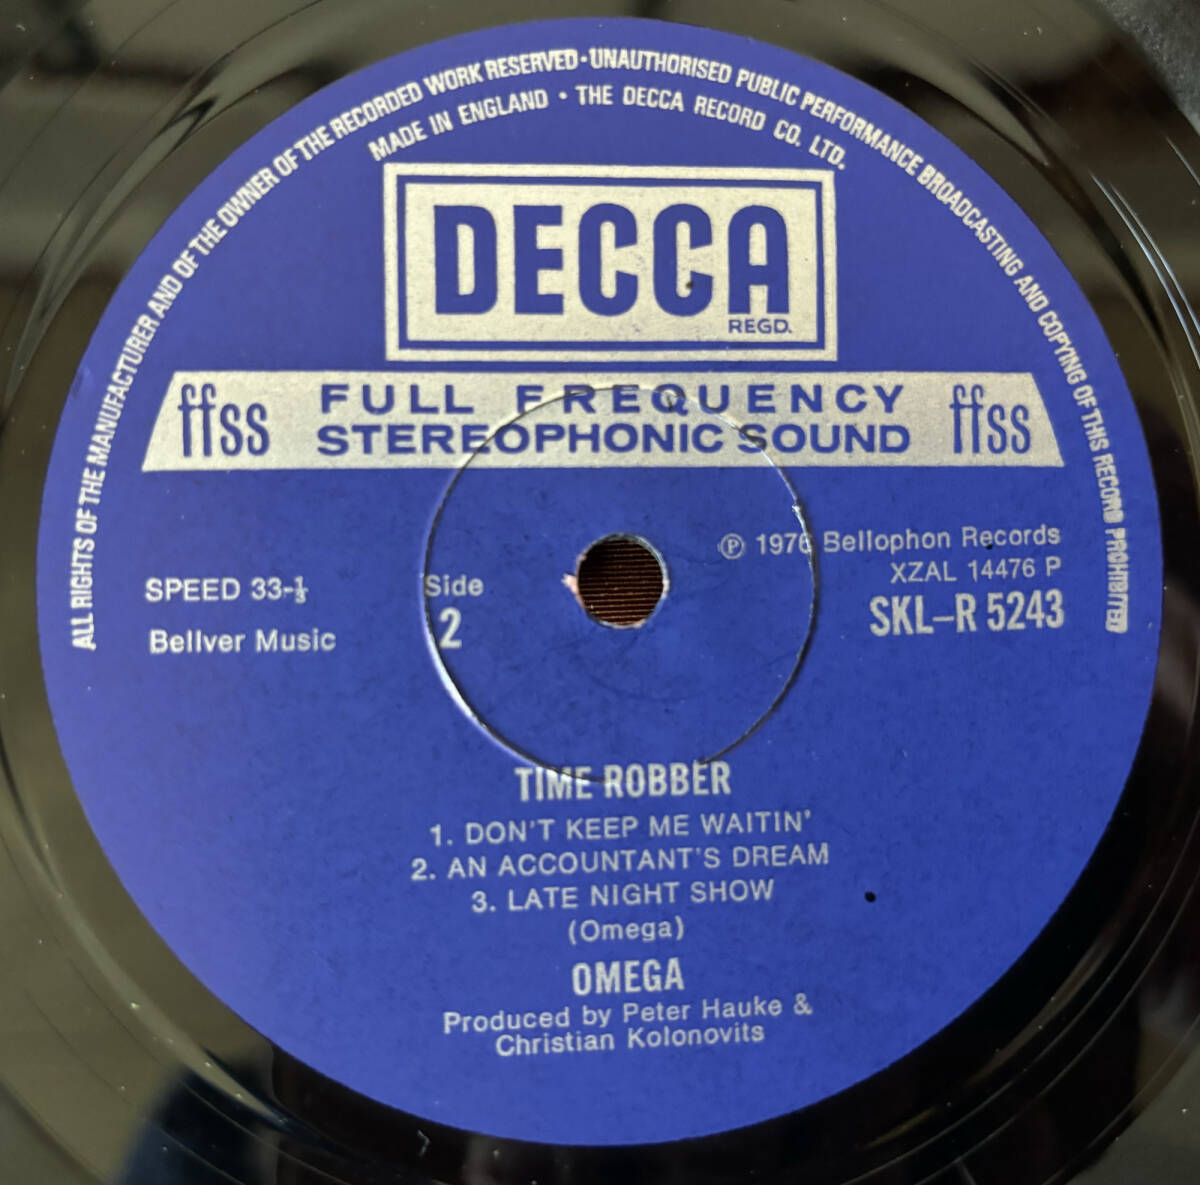 ALL RIGHTS OF THE MANUFACTURER AND OF THE OWNER OF THE RECORDED WORK RESERVED · UNAUTHORISED PUBLIC PERFORMANCE BROADCASTING AND COPYING OF THIS RECORD PROHIBITED
MADE IN ENGLAND · THE DECCA RECORD CO. LTD.
DECCA
REGD.
ffss FULL FREQUENCY ffss
STEREOPHONIC SOUND
Ⓟ 1976 Bellophon Records
XZAL 14476 P
SPEED 33-⅓ Side SKL–R 5243
Bellver Music 2
TIME ROBBER
1. DON'T KEEP ME WAITIN'
2. AN ACCOUNTANT'S DREAM
3. LATE NIGHT SHOW
(Omega)
OMEGA
Produced by Peter Hauke &
Christian Kolonovits